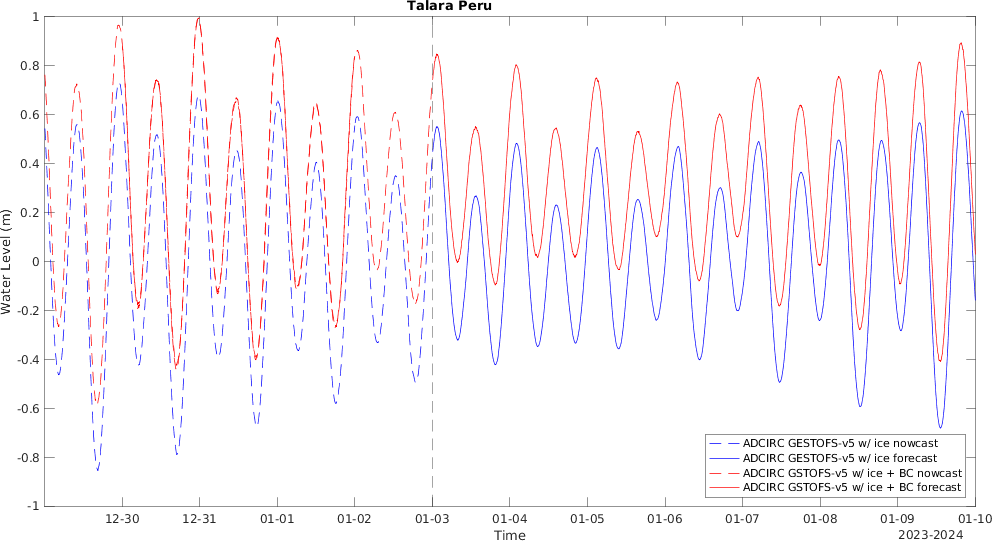 Talara Peru
1
0.8
0.6
0.4
0.2
0
-0.2
-0.4
-0.6
-0.8
-1
Water Level (m)
ADCIRC GESTOFS-v5 w/ ice nowcast
ADCIRC GESTOFS-v5 w/ ice forecast
ADCIRC GSTOFS-v5 w/ ice + BC nowcast
ADCIRC GSTOFS-v5 w/ ice + BC forecast
12-30 12-31 01-01 01-02 01-03 01-04 01-05 01-06 01-07 01-08 01-09 01-10
Time
2023-2024